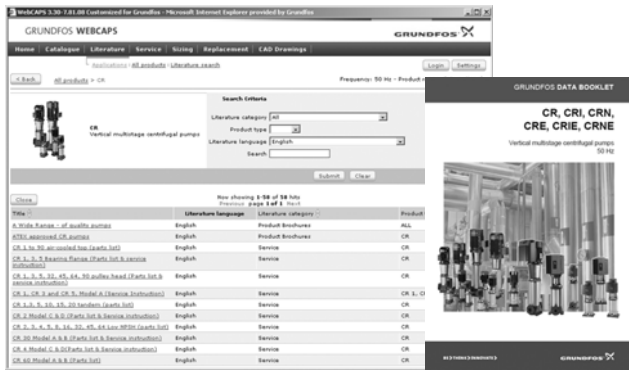 WebCAPS 3.30-7.01.08 Customized for Grundfos - Microsoft Internet Explorer provided by Grundfos
GRUNDFOS WEBCAPS
GRUNDFOS
Home Catalogue Literature Service Sizing Replacement CAD Drawings
Applications All products Literature search
Login Settings
< Back All products > CR
Frequency: 50 Hz - Product
CR
Vertical multistage centrifugal pumps
Search Criteria
Literature category All
Product type
Literature language English
Search
Submit Clear
Close
Now showing 1-58 of 58 hits
Previous page 1 of 1 Next
Title Literature language Literature category Product
A Wide Range - of quality pumps English Product Brochures ALL
ATEX approved CR pumps English Product Brochures CR
CR 1 to 90 air-cooled top (parts list) English Service CR
CR 1, 3, 5 Bearing flange (Parts list & service instruction) English Service CR
CR 1, 3, 5, 32, 45, 64, 90 pulley head (Parts list & service instruction) English Service CR
CR 1, CR 3 and CR 5, Model A (Service Instruction) English Service CR 1,
CR 1,3, 5, 10, 15, 20 tandem (parts list) English Service CR
CR 2 Model C & D (Parts list & Service instruction) English Service CR
CR 2, 3, 4, 5, 8, 16, 32, 45, 64 Low NPSH (parts list) English Service CR
CR 30 Model A & B (Parts list & Service instruction) English Service CR
CR 4 Model C & D(Parts list & Service instruction) English Service CR
CR 60 Model A & B (Parts list) English Service CR
GRUNDFOS DATA BOOKLET
CR, CRI, CRN,
CRE, CRIE, CRNE
Vertical multistage centrifugal pumps
50 Hz
BE > THINK > INNOVATE >
GRUNDFOS